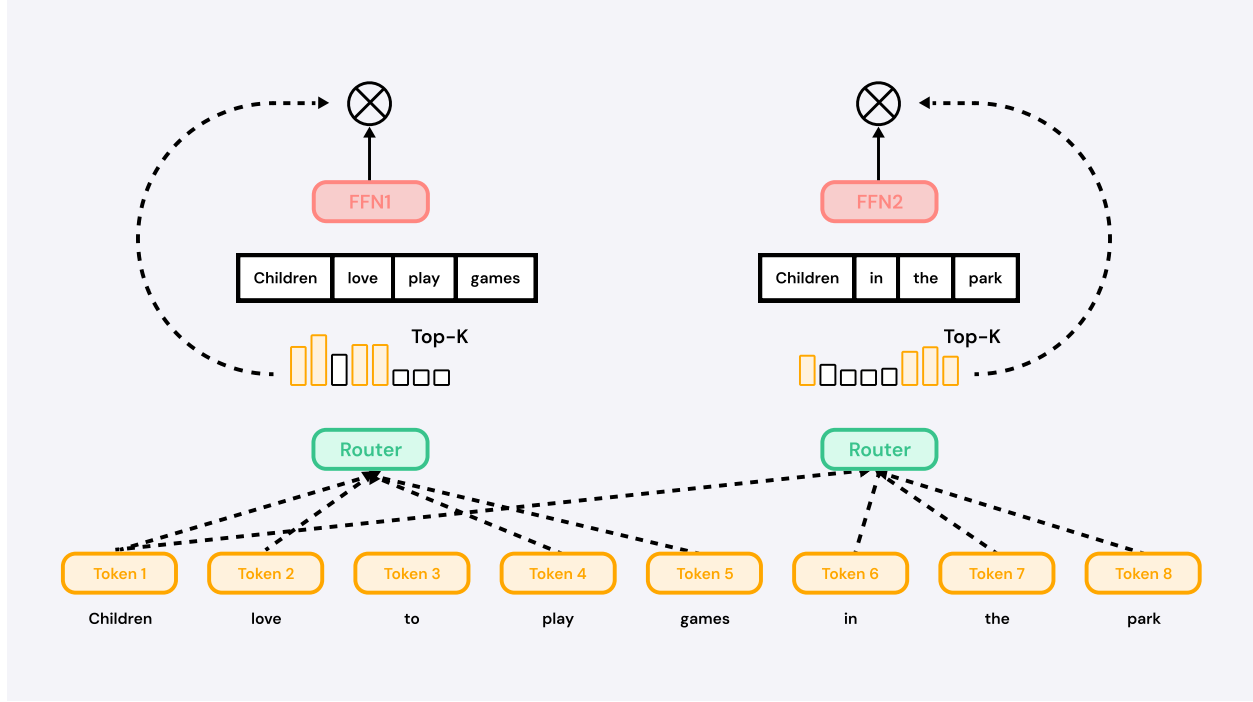 FFN1 FFN2
Children love play games Children in the park
Top-K Top-K
Router Router
Token 1 Token 2 Token 3 Token 4 Token 5 Token 6 Token 7 Token 8
Children love to play games in the park